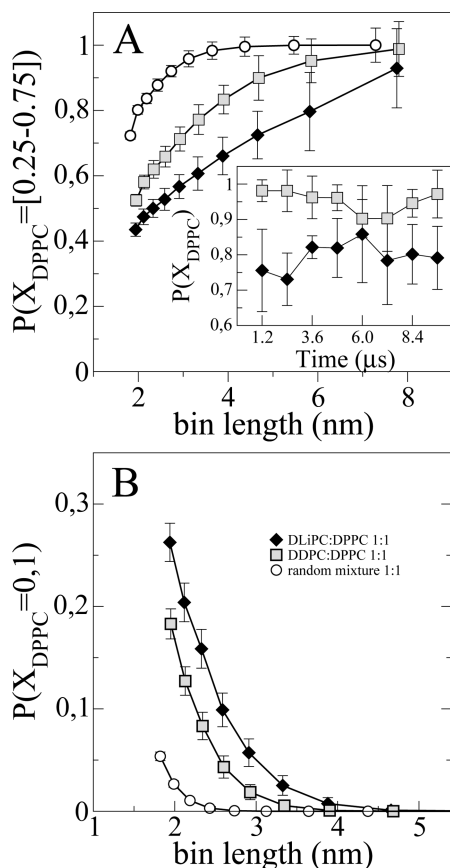 A
P(X_DPPC=[0.25-0.75])
1
0,8
0,6
0,4
0,2
0
2
4
6
8
bin length (nm)
P(X_DPPC)
1
0,9
0,8
0,7
0,6
1.2
3.6
6.0
8.4
Time (μs)
B
P(X_DPPC=0,1)
0,3
0,2
0,1
0
DLiPC:DPPC 1:1
DDPC:DPPC 1:1
random mixture 1:1
1
2
3
4
5
bin length (nm)